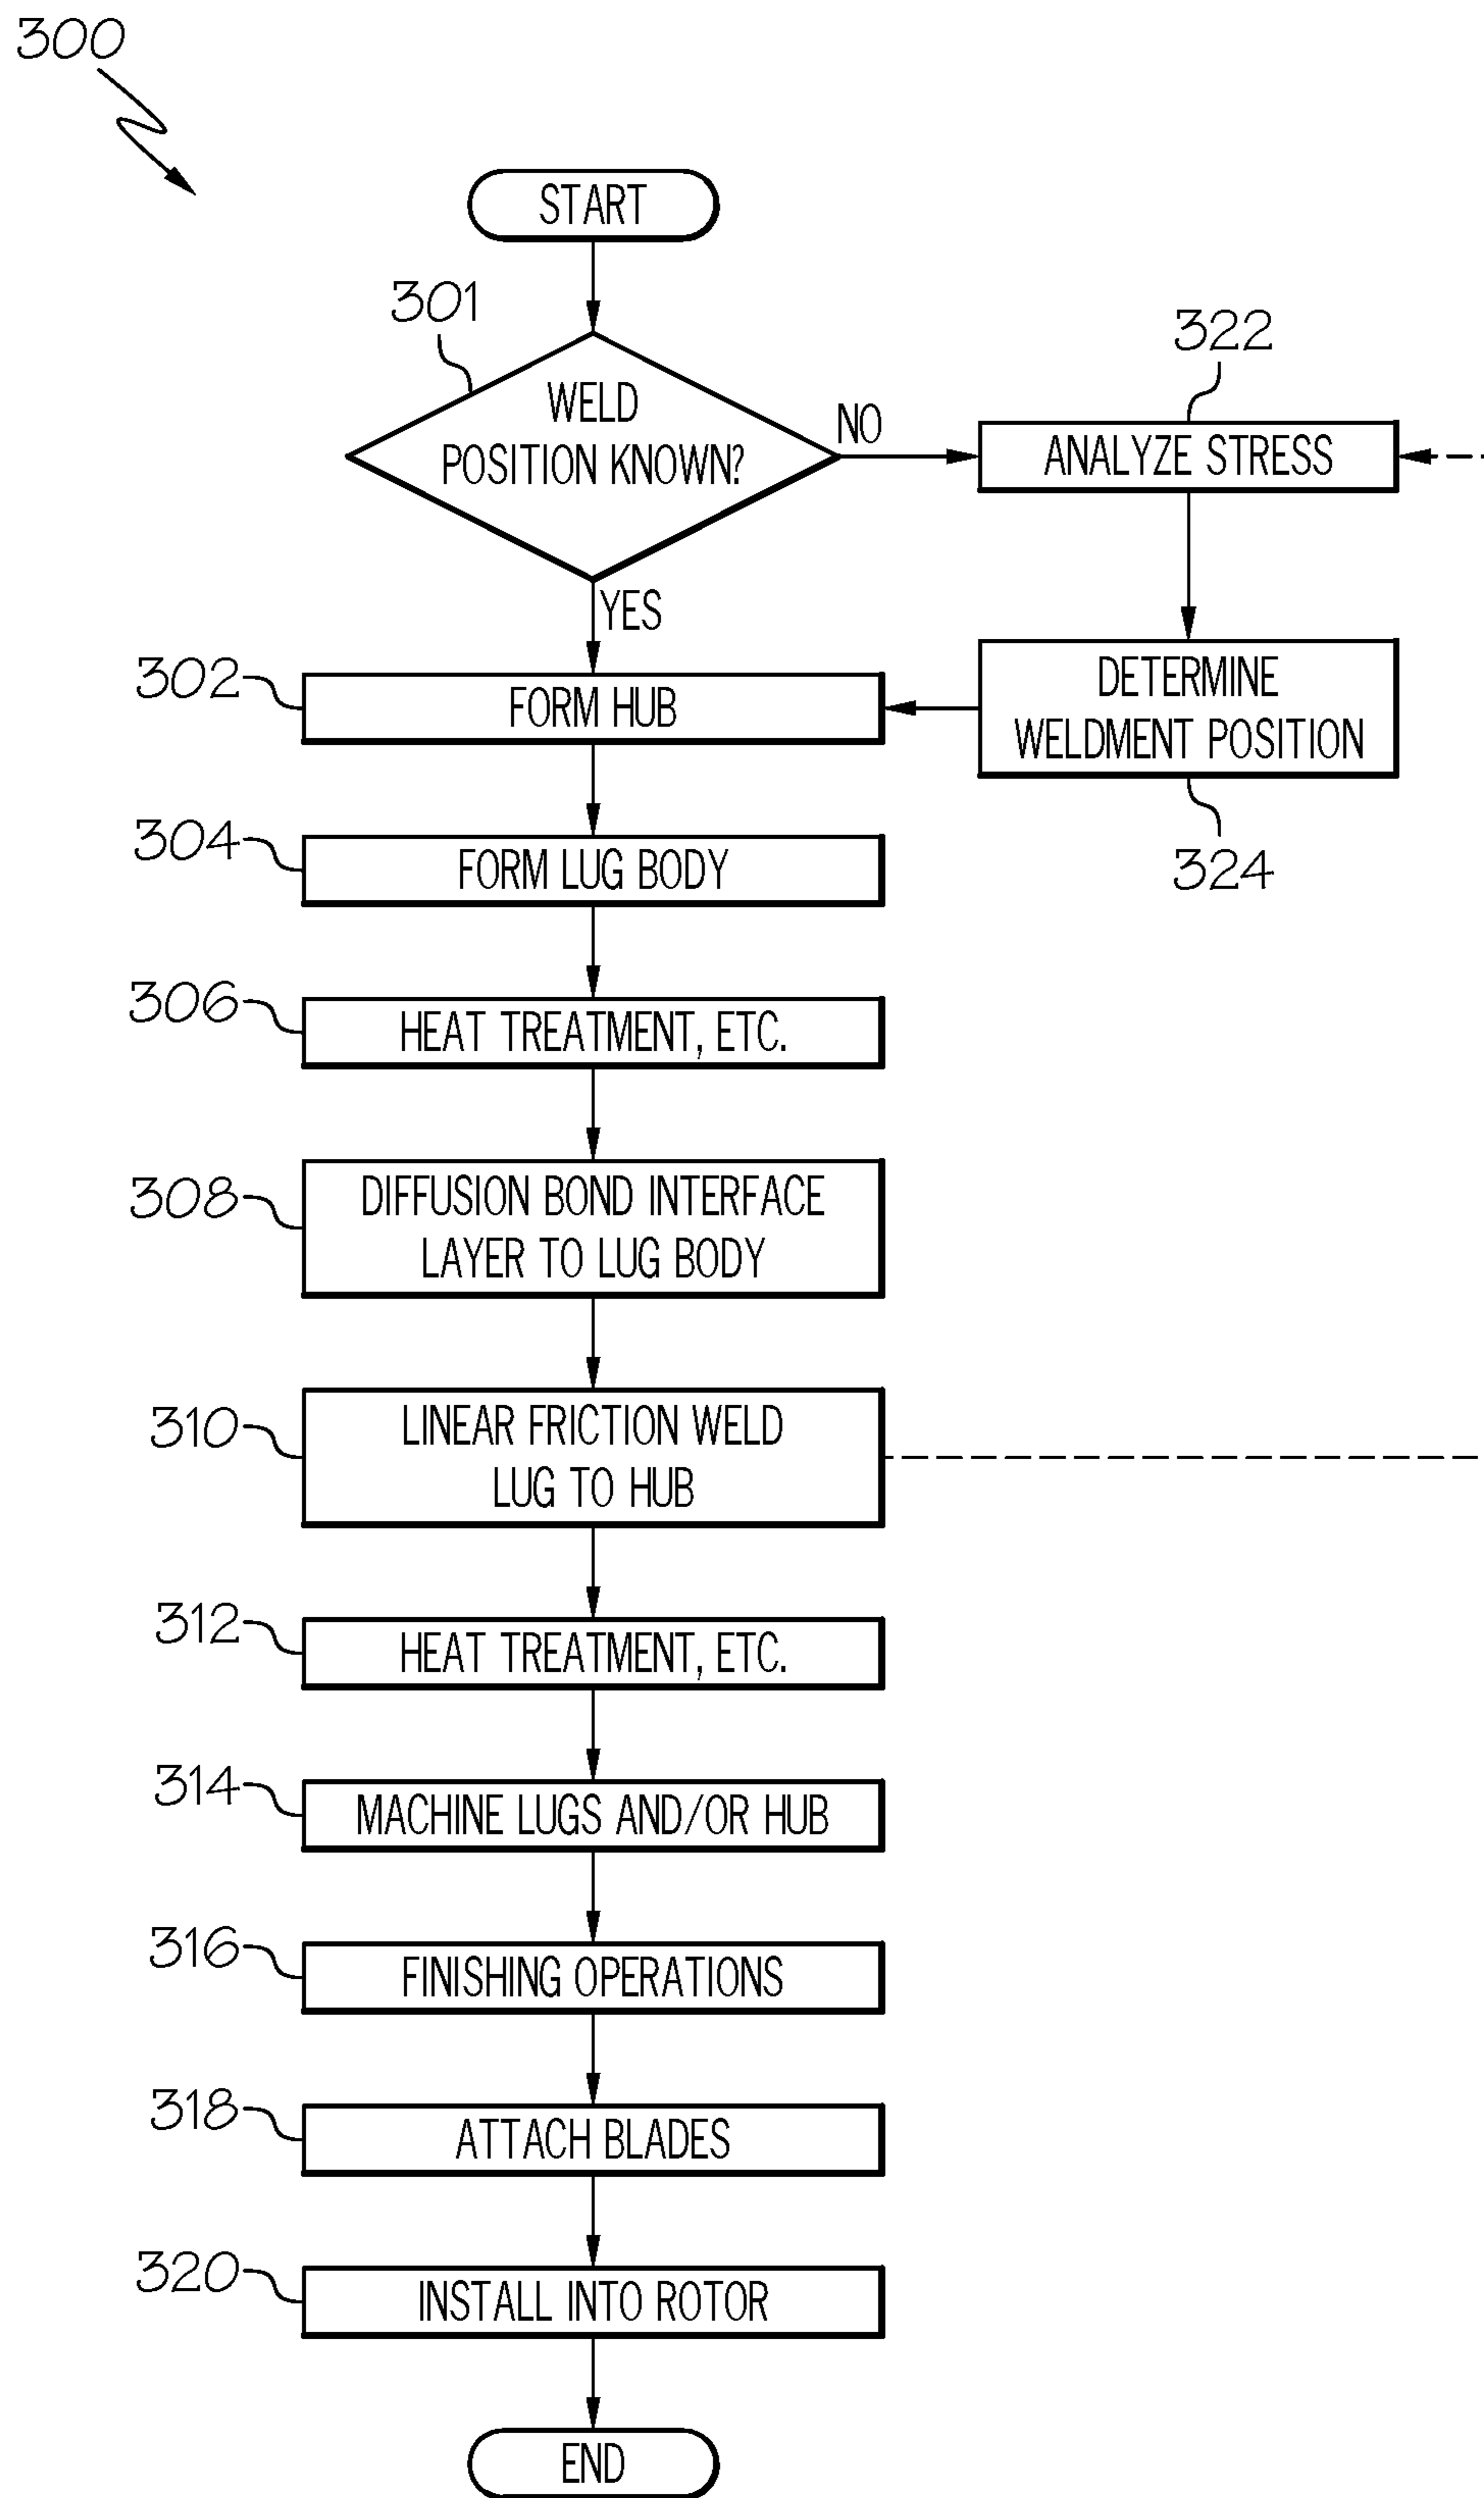 300
START
301
WELD
POSITION KNOWN?
NO
322
ANALYZE STRESS
YES
302
FORM HUB
DETERMINE
WELDMENT POSITION
324
304
FORM LUG BODY
306
HEAT TREATMENT, ETC.
308
DIFFUSION BOND INTERFACE
LAYER TO LUG BODY
310
LINEAR FRICTION WELD
LUG TO HUB
312
HEAT TREATMENT, ETC.
314
MACHINE LUGS AND/OR HUB
316
FINISHING OPERATIONS
318
ATTACH BLADES
320
INSTALL INTO ROTOR
END